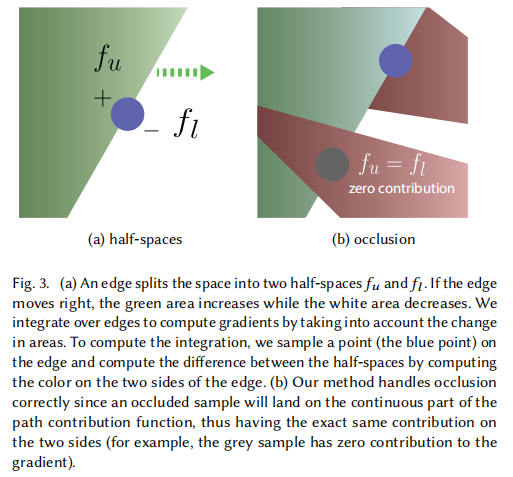 f_u
+
− f_l
f_u = f_l
zero contribution
(a) half-spaces
(b) occlusion
Fig. 3. (a) An edge splits the space into two half-spaces f_u and f_l. If the edge
moves right, the green area increases while the white area decreases. We
integrate over edges to compute gradients by taking into account the change
in areas. To compute the integration, we sample a point (the blue point) on
the edge and compute the difference between the half-spaces by computing
the color on the two sides of the edge. (b) Our method handles occlusion
correctly since an occluded sample will land on the continuous part of the
path contribution function, thus having the exact same contribution on
the two sides (for example, the grey sample has zero contribution to the
gradient).